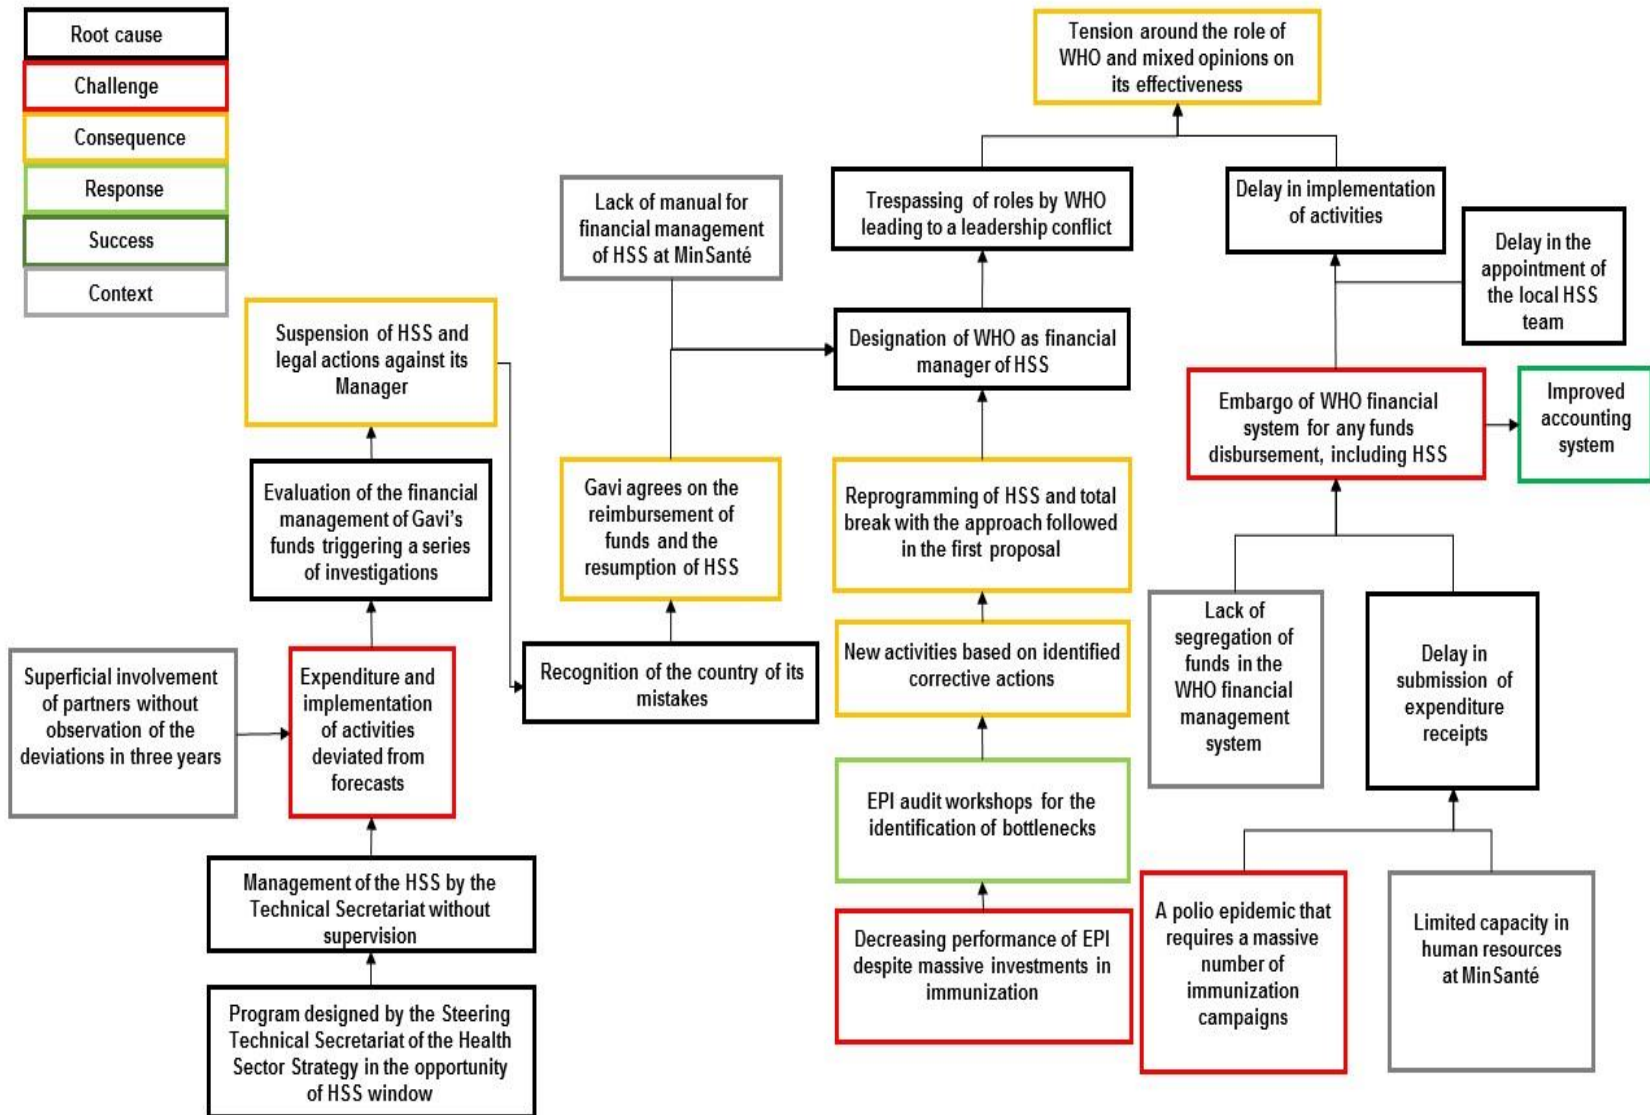 Root cause
Challenge
Consequence
Response
Success
Context
Tension around the role of
WHO and mixed opinions on
its effectiveness
Lack of manual for
financial management
of HSS at MinSanté
Trespassing of roles by WHO
leading to a leadership conflict
Delay in implementation
of activities
Delay in the
appointment of
the local HSS
team
Suspension of HSS and
legal actions against its
Manager
Designation of WHO as financial
manager of HSS
Embargo of WHO financial
system for any funds
disbursement, including HSS
Improved
accounting
system
Evaluation of the financial
management of Gavi's
funds triggering a series
of investigations
Gavi agrees on the
reimbursement of
funds and the
resumption of HSS
Reprogramming of HSS and total
break with the approach followed
in the first proposal
Lack of
segregation of
funds in the
WHO financial
management
system
Delay in
submission of
expenditure
receipts
Superficial involvement
of partners without
observation of the
deviations in three years
Expenditure and
implementation
of activities
deviated from
forecasts
Recognition of the country of its
mistakes
New activities based on identified
corrective actions
EPI audit workshops for the
identification of bottlenecks
Management of the HSS by the
Technical Secretariat without
supervision
Decreasing performance of EPI
despite massive investments in
immunization
A polio epidemic that
requires a massive
number of
immunization
campaigns
Limited capacity in
human resources
at MinSanté
Program designed by the Steering
Technical Secretariat of the Health
Sector Strategy in the opportunity
of HSS window